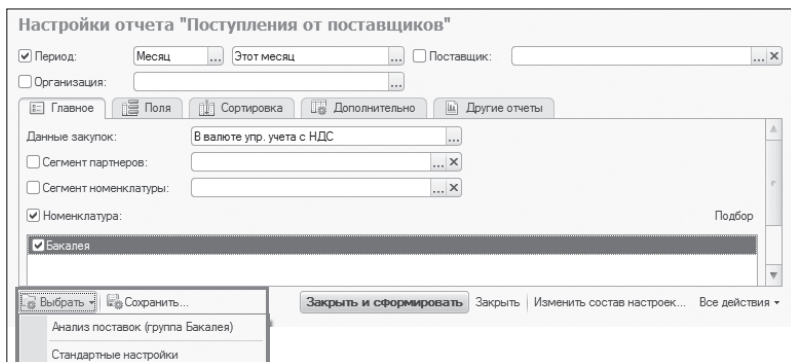 Настройки отчета "Поступления от поставщиков"
Период: Месяц ... Этот месяц ... Поставщик: ... X
Организация: ...
Главное Поля Сортировка Дополнительно Другие отчеты
Данные закупок: В валюте упр. учета с НДС ...
Сегмент партнеров: ... X
Сегмент номенклатуры: ... X
Номенклатура: Подбор
Бакалея
Выбрать Сохранить... Закрыть и сформировать Закрыть Изменить состав настроек... Все действия
Анализ поставок (группа Бакалея)
Стандартные настройки